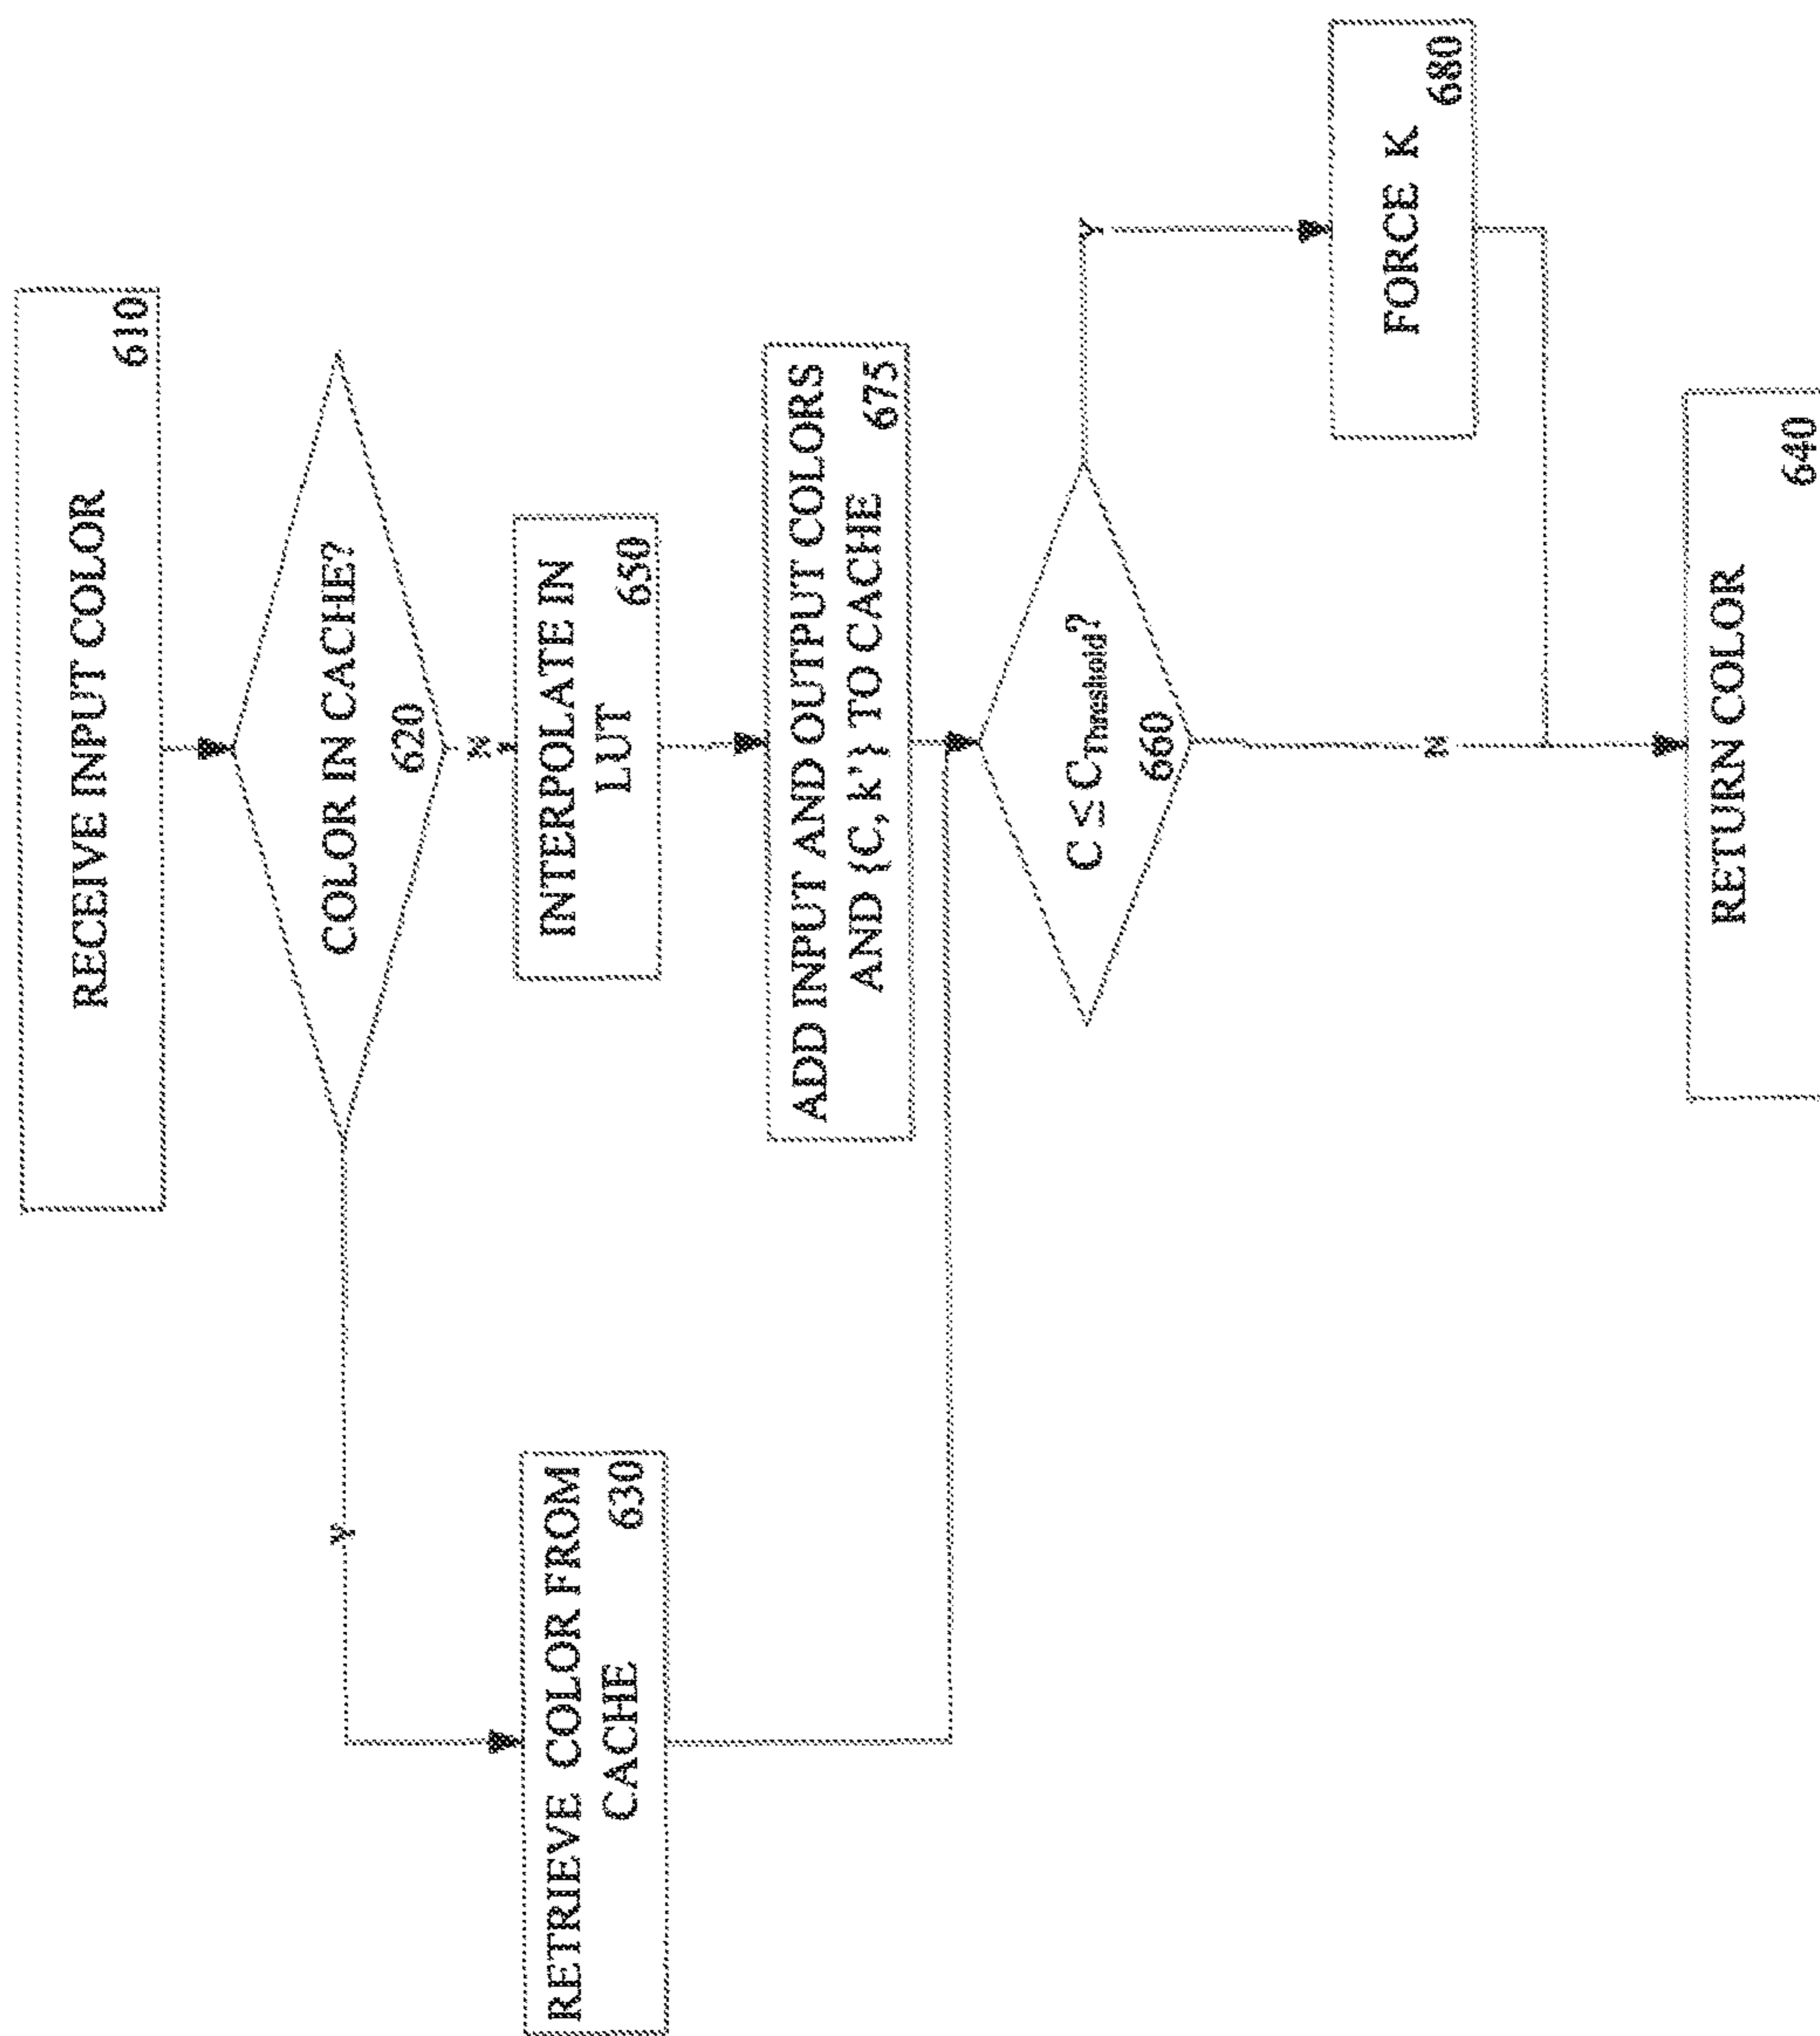 RECEIVE INPUT COLOR
610
COLOR IN CACHE?
620
Y
N
RETRIEVE COLOR FROM
CACHE
630
INTERPOLATE IN
LUT
650
ADD INPUT AND OUTPUT COLORS
AND {C, k'} TO CACHE
675
C ≤ CThreshold?
660
Y
N
FORCE K
680
RETURN COLOR
640